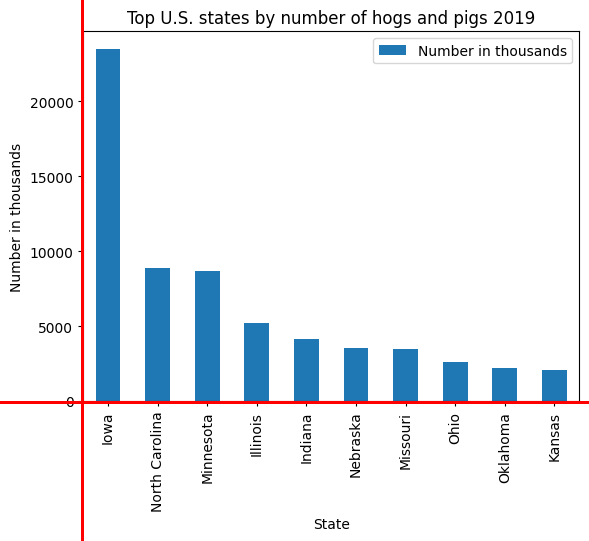 Top U.S. states by number of hogs and pigs 2019
Number in thousands
Number in thousands
20000
15000
10000
5000
0
Iowa
North Carolina
Minnesota
Illinois
Indiana
Nebraska
Missouri
Ohio
Oklahoma
Kansas
State